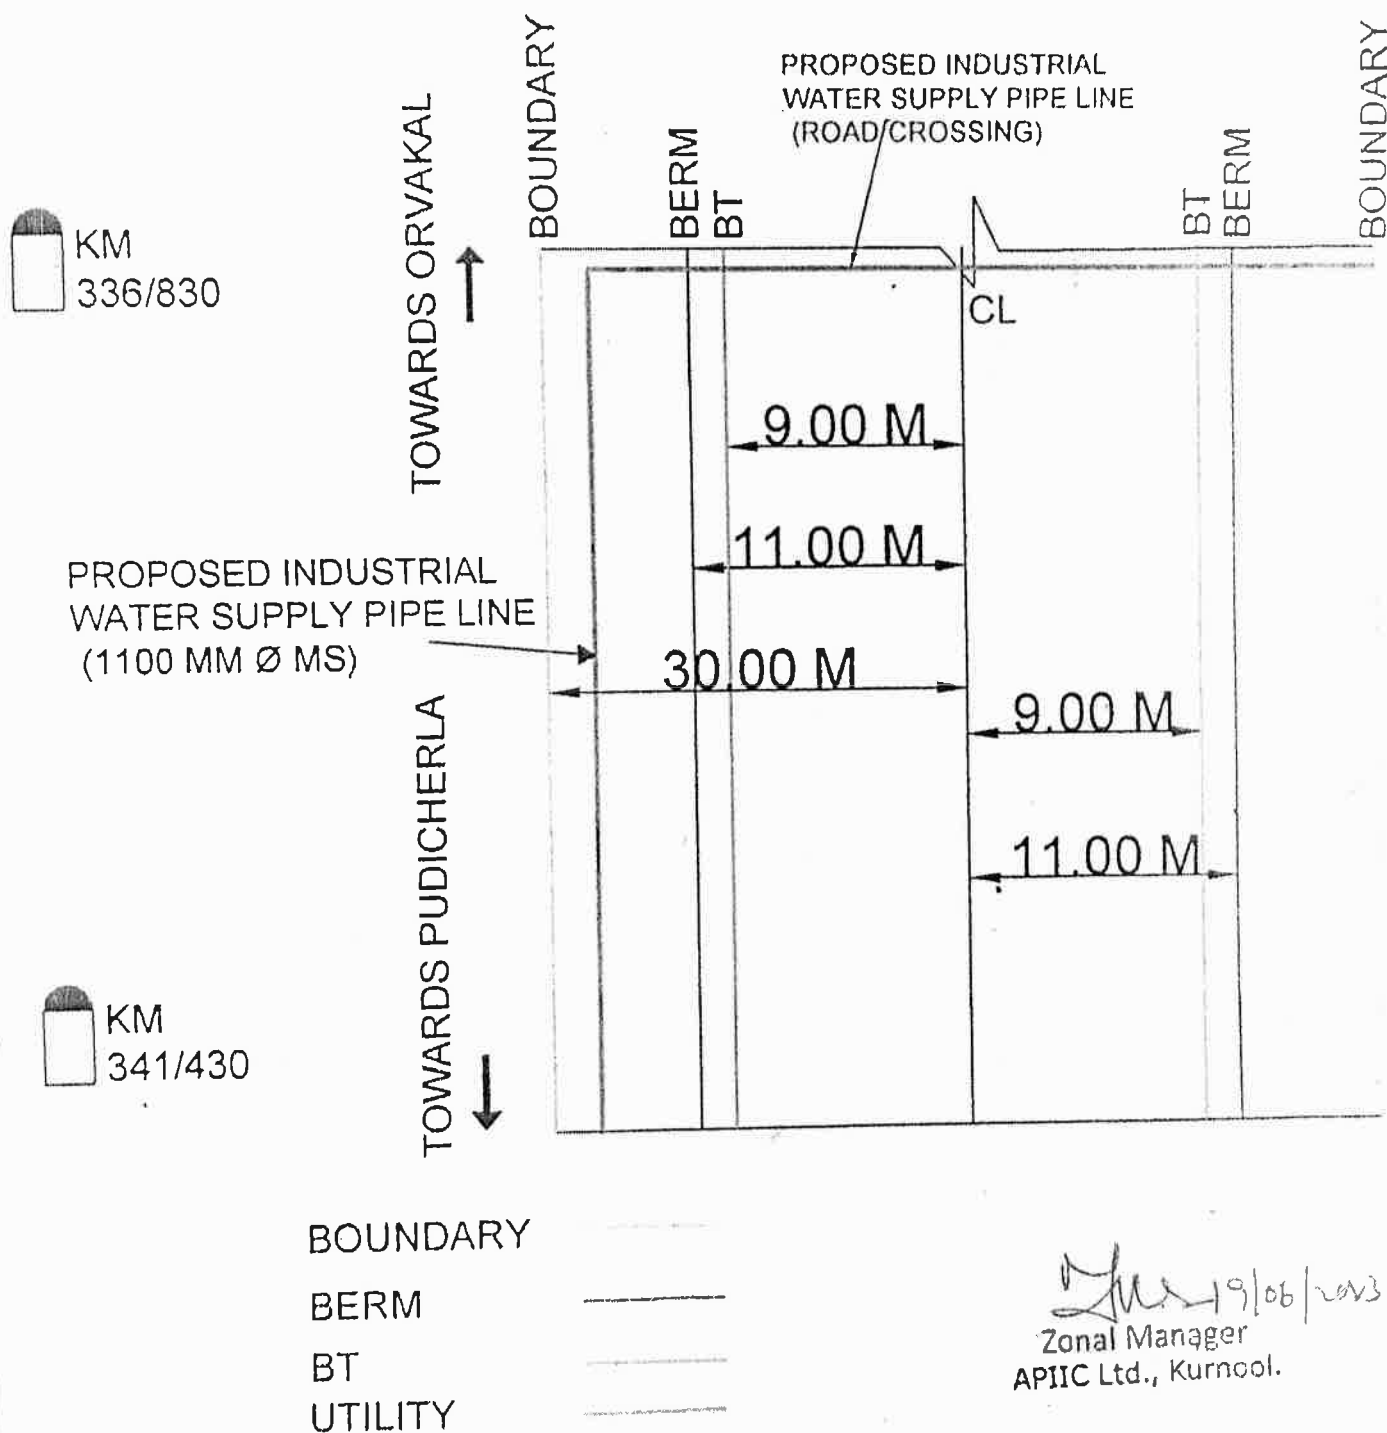 BOUNDARY
BERM
BT
PROPOSED INDUSTRIAL
WATER SUPPLY PIPE LINE
(ROAD CROSSING)
BT
BERM
BOUNDARY
KM
336/830
TOWARDS ORVAKAL
CL
9.00 M
11.00 M
PROPOSED INDUSTRIAL
WATER SUPPLY PIPE LINE
(1100 MM Ø MS)
30.00 M
9.00 M
11.00 M
TOWARDS PUDICHERLA
KM
341/430
BOUNDARY
BERM
BT
UTILITY
19/06/2023
Zonal Manager
APIIC Ltd., Kurnool.